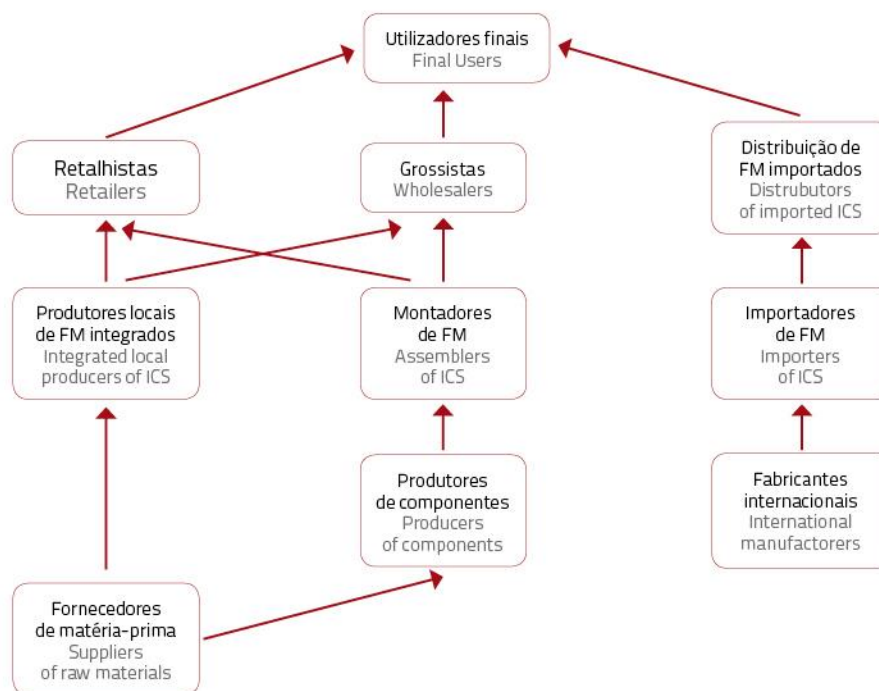 Utilizadores finais
Final Users
Retalhistas
Retailers
Grossistas
Wholesalers
Distribuição de
FM importados
Distrubutors
of imported ICS
Produtores locais
de FM integrados
Integrated local
producers of ICS
Montadores
de FM
Assemblers
of ICS
Importadores
de FM
Importers
of ICS
Produtores
de componentes
Producers
of components
Fabricantes
internacionais
International
manufactorers
Fornecedores
de matéria-prima
Suppliers
of raw materials